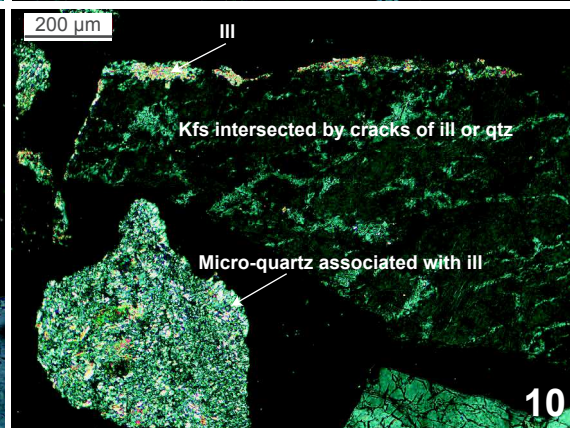 200 µm
Ill
Kfs intersected by cracks of ill or qtz
Micro-quartz associated with ill
10